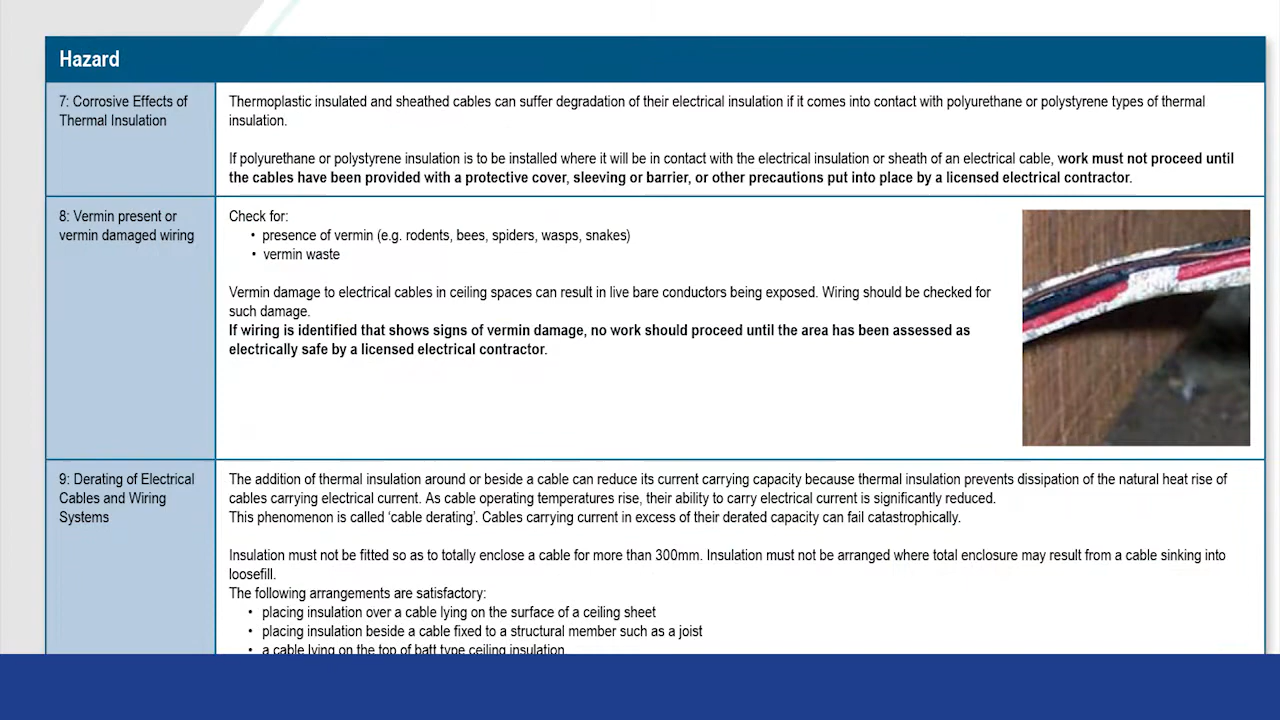 Hazard
7: Corrosive Effects of
Thermal Insulation
Thermoplastic insulated and sheathed cables can suffer degradation of their electrical insulation if it comes into contact with polyurethane or polystyrene types of thermal
insulation.
If polyurethane or polystyrene insulation is to be installed where it will be in contact with the electrical insulation or sheath of an electrical cable, work must not proceed until
the cables have been provided with a protective cover, sleeving or barrier, or other precautions put into place by a licensed electrical contractor.
8: Vermin present or
vermin damaged wiring
Check for:
• presence of vermin (e.g. rodents, bees, spiders, wasps, snakes)
• vermin waste
Vermin damage to electrical cables in ceiling spaces can result in live bare conductors being exposed. Wiring should be checked for
such damage.
If wiring is identified that shows signs of vermin damage, no work should proceed until the area has been assessed as
electrically safe by a licensed electrical contractor.
9: Derating of Electrical
Cables and Wiring
Systems
The addition of thermal insulation around or beside a cable can reduce its current carrying capacity because thermal insulation prevents dissipation of the natural heat rise of
cables carrying electrical current. As cable operating temperatures rise, their ability to carry electrical current is significantly reduced.
This phenomenon is called ‘cable derating’. Cables carrying current in excess of their derated capacity can fail catastrophically.
Insulation must not be fitted so as to totally enclose a cable for more than 300mm. Insulation must not be arranged where total enclosure may result from a cable sinking into
loosefill.
The following arrangements are satisfactory:
• placing insulation over a cable lying on the surface of a ceiling sheet
• placing insulation beside a cable fixed to a structural member such as a joist
• a cable lying on the top of batt type ceiling insulation